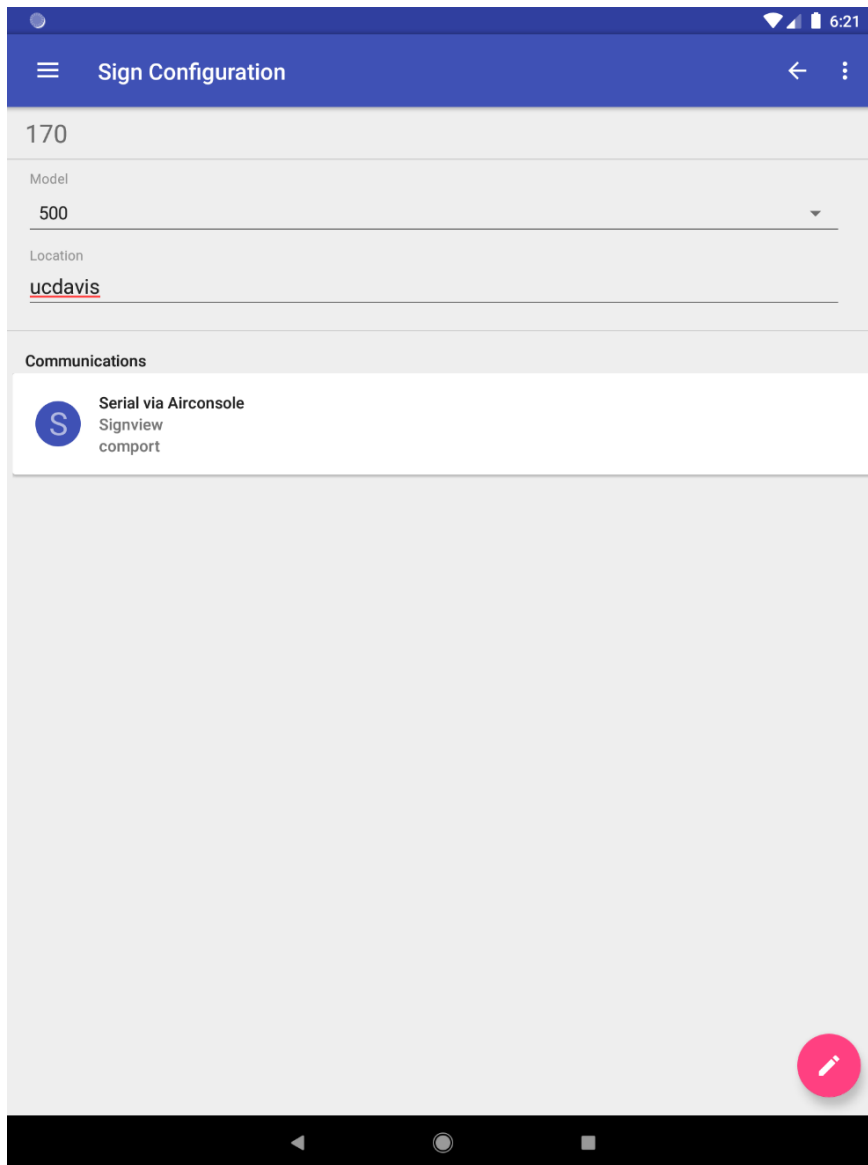 6:21
Sign Configuration
170
Model
500
Location
ucdavis
Communications
S
Serial via Airconsole
Signview
comport